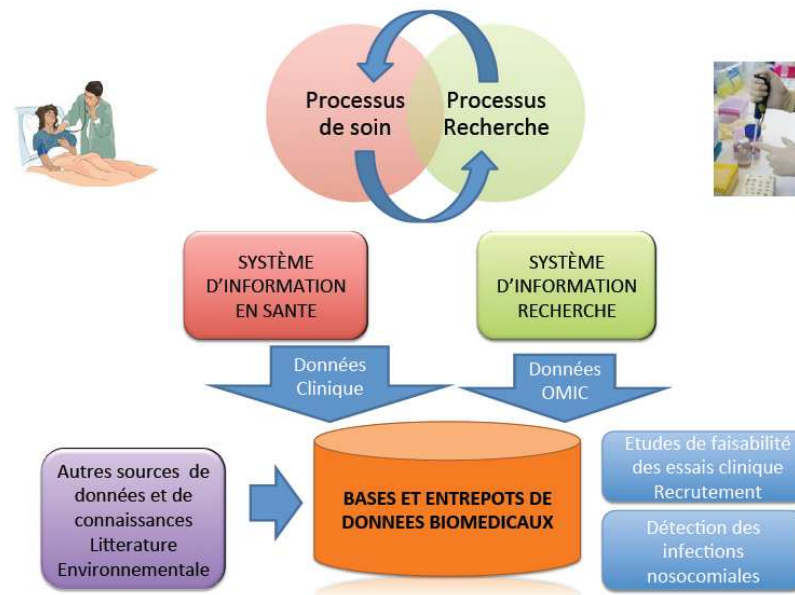 Processus
de soin
Processus
Recherche
SYSTÈME
D'INFORMATION
EN SANTE
SYSTÈME
D'INFORMATION
RECHERCHE
Données
Clinique
Données
OMIC
Autres sources de
données et de
connaissances
Litterature
Environnementale
BASES ET ENTREPOTS DE
DONNEES BIOMEDICAUX
Etudes de faisabilité
des essais clinique
Recrutement
Détection des
infections
nosocomiales